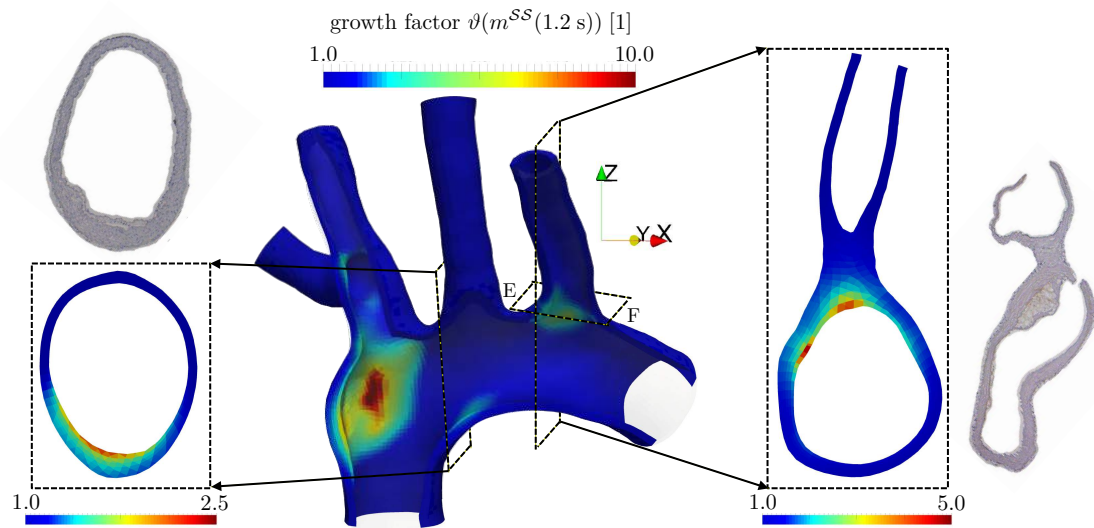 growth factor ϑ(m^{𝒮𝒮}(1.2 s)) [1]
1.0 10.0
Z
Y X
E
F
1.0 2.5
1.0 5.0